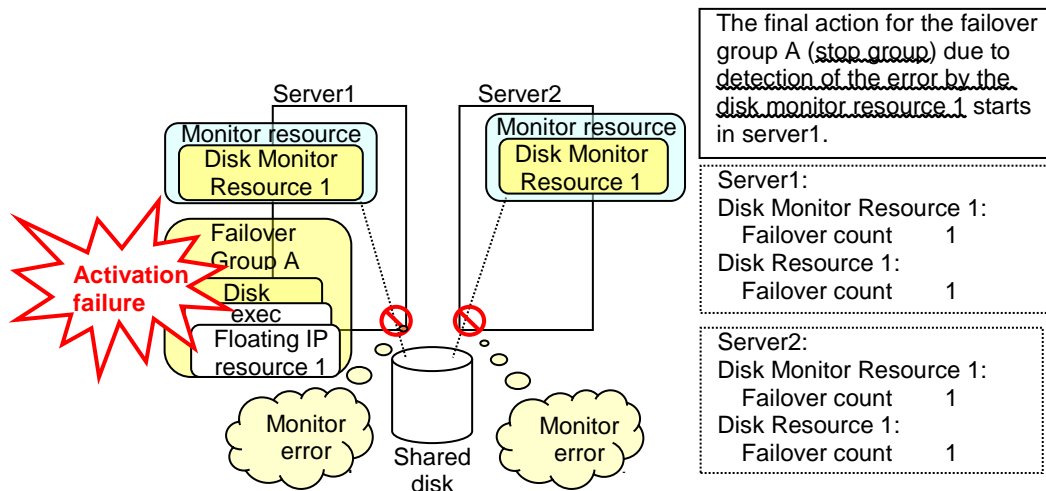 The final action for the failover
group A (stop group) due to
detection of the error by the
disk monitor resource 1 starts
in server1.
Server1
Server2
Monitor resource
Disk Monitor
Resource 1
Monitor resource
Disk Monitor
Resource 1
Server1:
Disk Monitor Resource 1:
Failover count 1
Disk Resource 1:
Failover count 1
Activation
failure
Failover
Group A
Disk
exec
Floating IP
resource 1
Server2:
Disk Monitor Resource 1:
Failover count 1
Disk Resource 1:
Failover count 1
Monitor
error
Shared
disk
Monitor
error